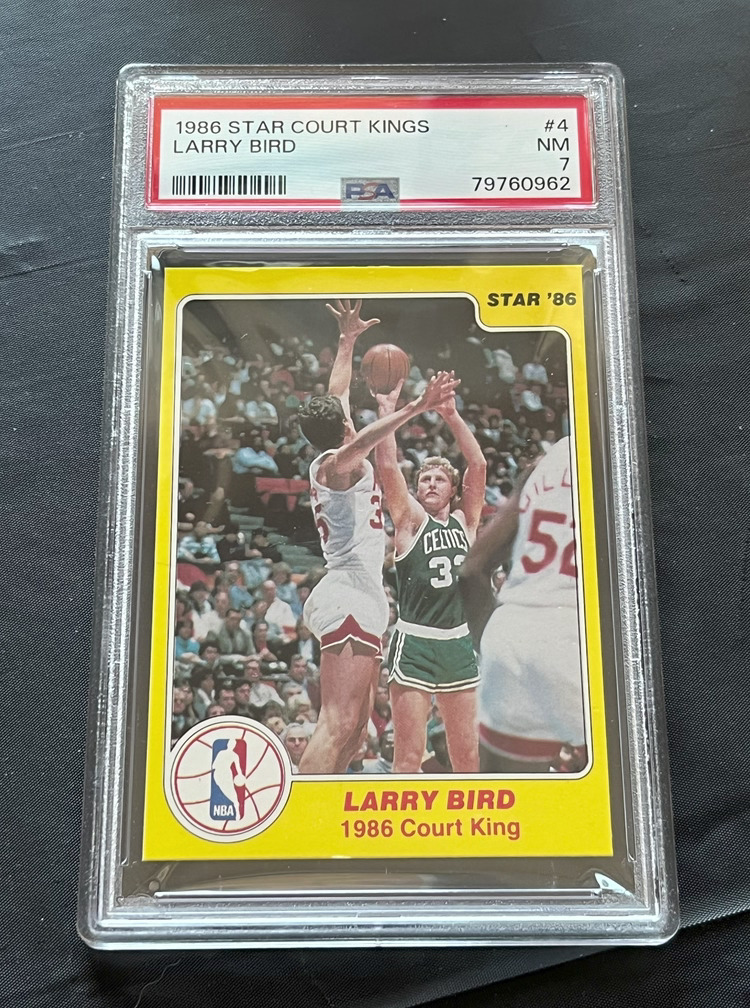 1986 STAR COURT KINGS #4
LARRY BIRD NM
7
PSA 79760962
STAR '86
CELTICS
33
52
NBA
LARRY BIRD
1986 Court King